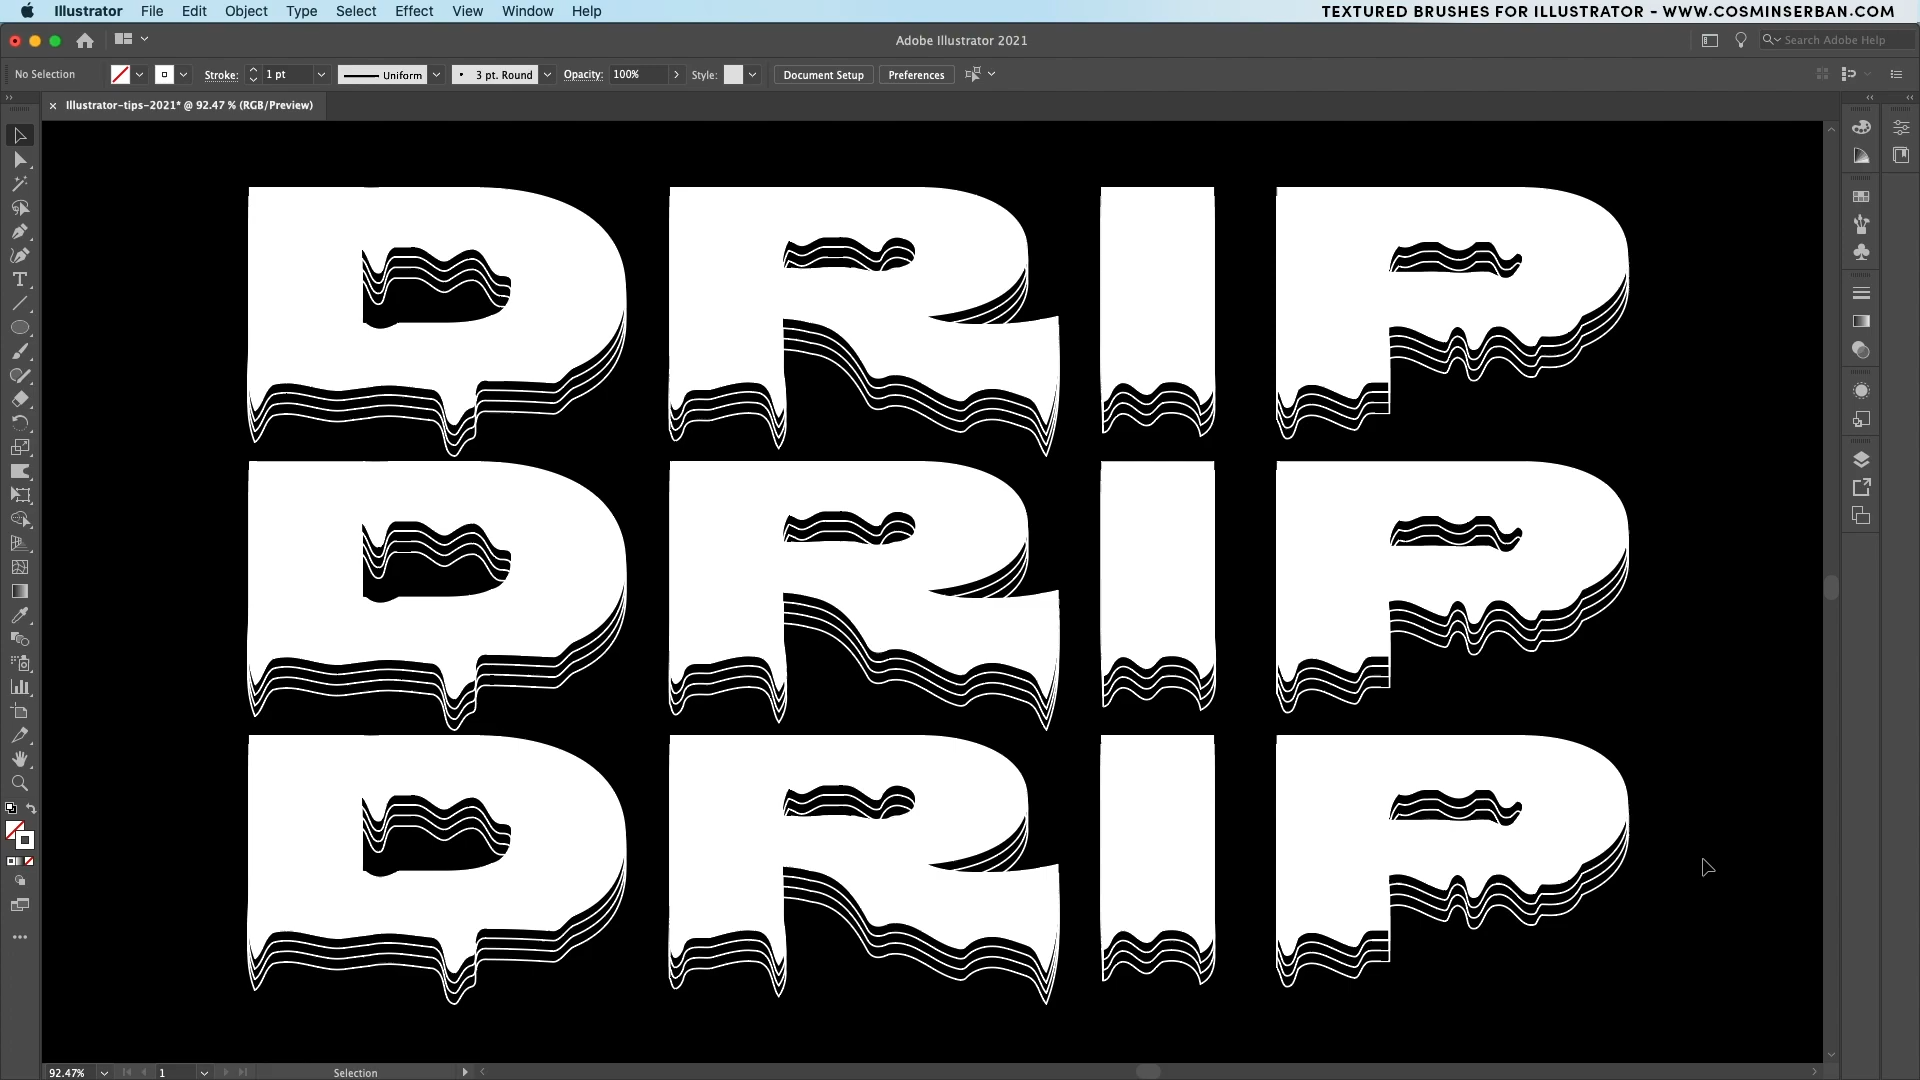 Illustrator File Edit Object Type Select Effect View Window Help TEXTURED BRUSHES FOR ILLUSTRATOR - WWW.COSMINSERBAN.COM
Adobe Illustrator 2021 Search Adobe Help
No Selection Stroke: 1 pt Uniform 3 pt. Round Opacity: 100% Style: Document Setup Preferences
Illustrator-tips-2021* @ 92.47 % (RGB/Preview)
DRIP
DRIP
DRIP
92.47% 1 Selection